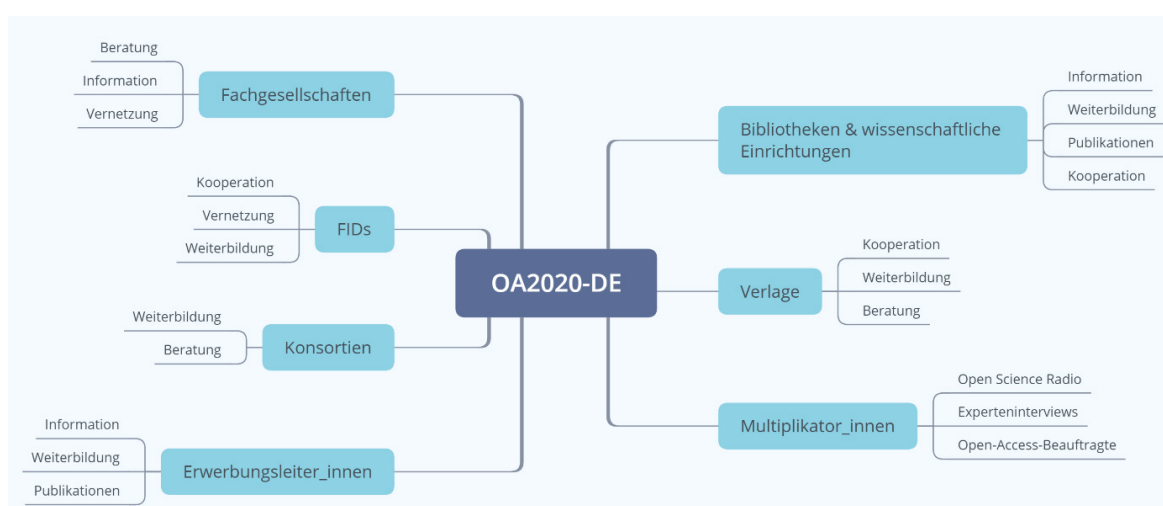 Beratung
Information
Vernetzung
Fachgesellschaften
Kooperation
Vernetzung
Weiterbildung
FIDs
Weiterbildung
Beratung
Konsortien
Information
Weiterbildung
Publikationen
Erwerbungsleiter_innen
OA2020-DE
Bibliotheken & wissenschaftliche
Einrichtungen
Information
Weiterbildung
Publikationen
Kooperation
Verlage
Kooperation
Weiterbildung
Beratung
Multiplikator_innen
Open Science Radio
Experteninterviews
Open-Access-Beauftragte